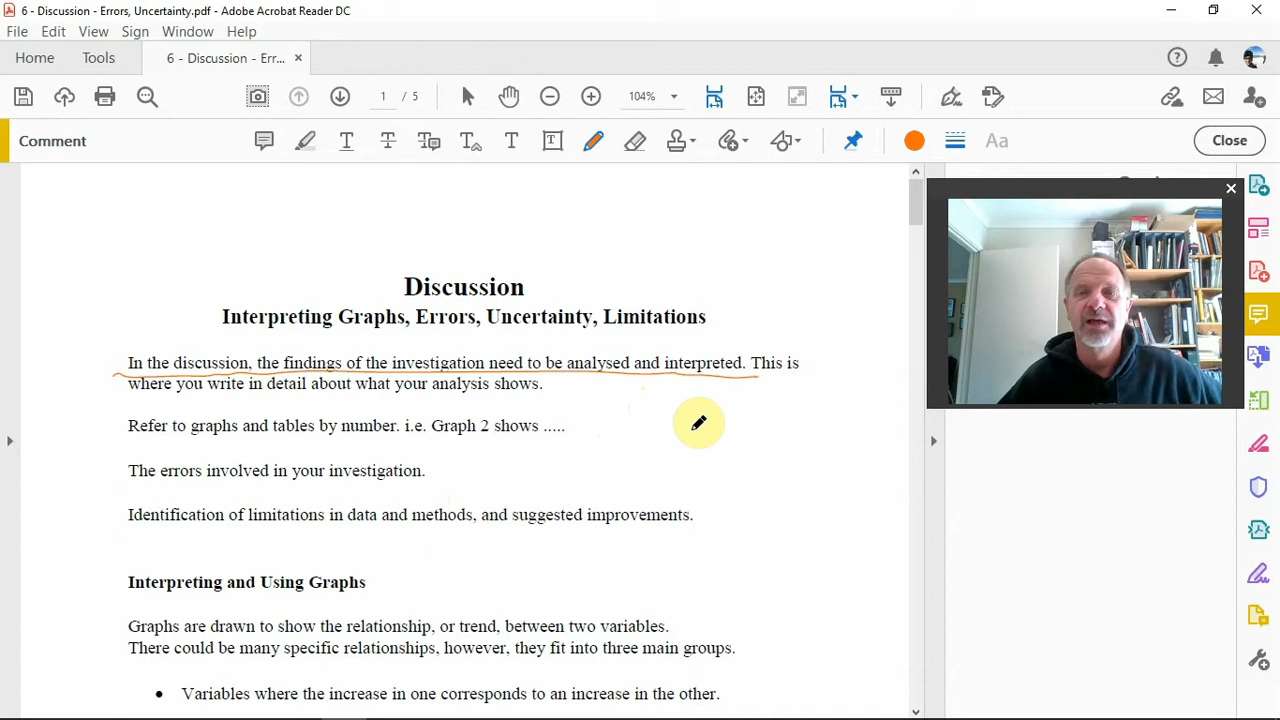 6 - Discussion - Errors, Uncertainty.pdf - Adobe Acrobat Reader DC
File Edit View Sign Window Help
Home Tools 6 - Discussion - Err... ×
1 / 5 104%
Comment Aa Close
Discussion
Interpreting Graphs, Errors, Uncertainty, Limitations
In the discussion, the findings of the investigation need to be analysed and interpreted. This is
where you write in detail about what your analysis shows.
Refer to graphs and tables by number. i.e. Graph 2 shows .....
The errors involved in your investigation.
Identification of limitations in data and methods, and suggested improvements.
Interpreting and Using Graphs
Graphs are drawn to show the relationship, or trend, between two variables.
There could be many specific relationships, however, they fit into three main groups.
• Variables where the increase in one corresponds to an increase in the other.